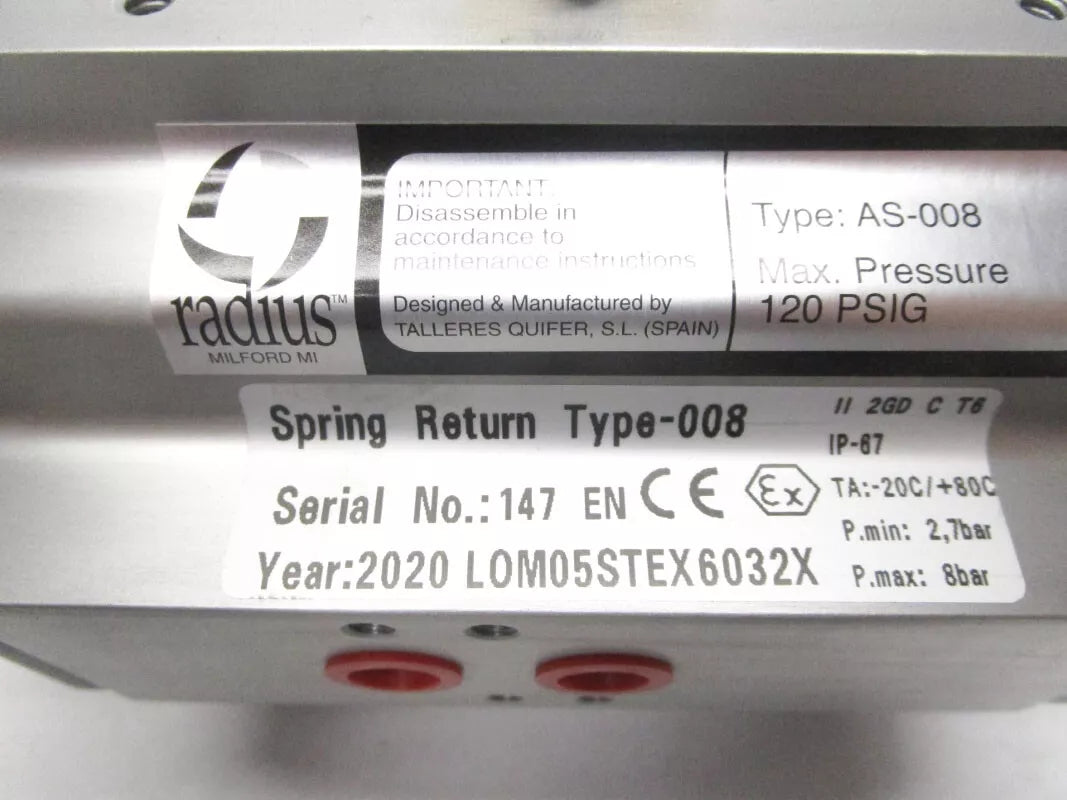 radius™
MILFORD MI
IMPORTANT:
Disassemble in
accordance to
maintenance instructions
Designed & Manufactured by
TALLERES QUIFER, S.L. (SPAIN)
Type: AS-008
Max. Pressure
120 PSIG
Spring Return Type-008
Serial No.: 147 EN CE Ex
Year:2020 LOM05STEX6032X
II 2GD C T6
IP-67
TA:-20C/+80C
P.min: 2,7bar
P.max: 8bar